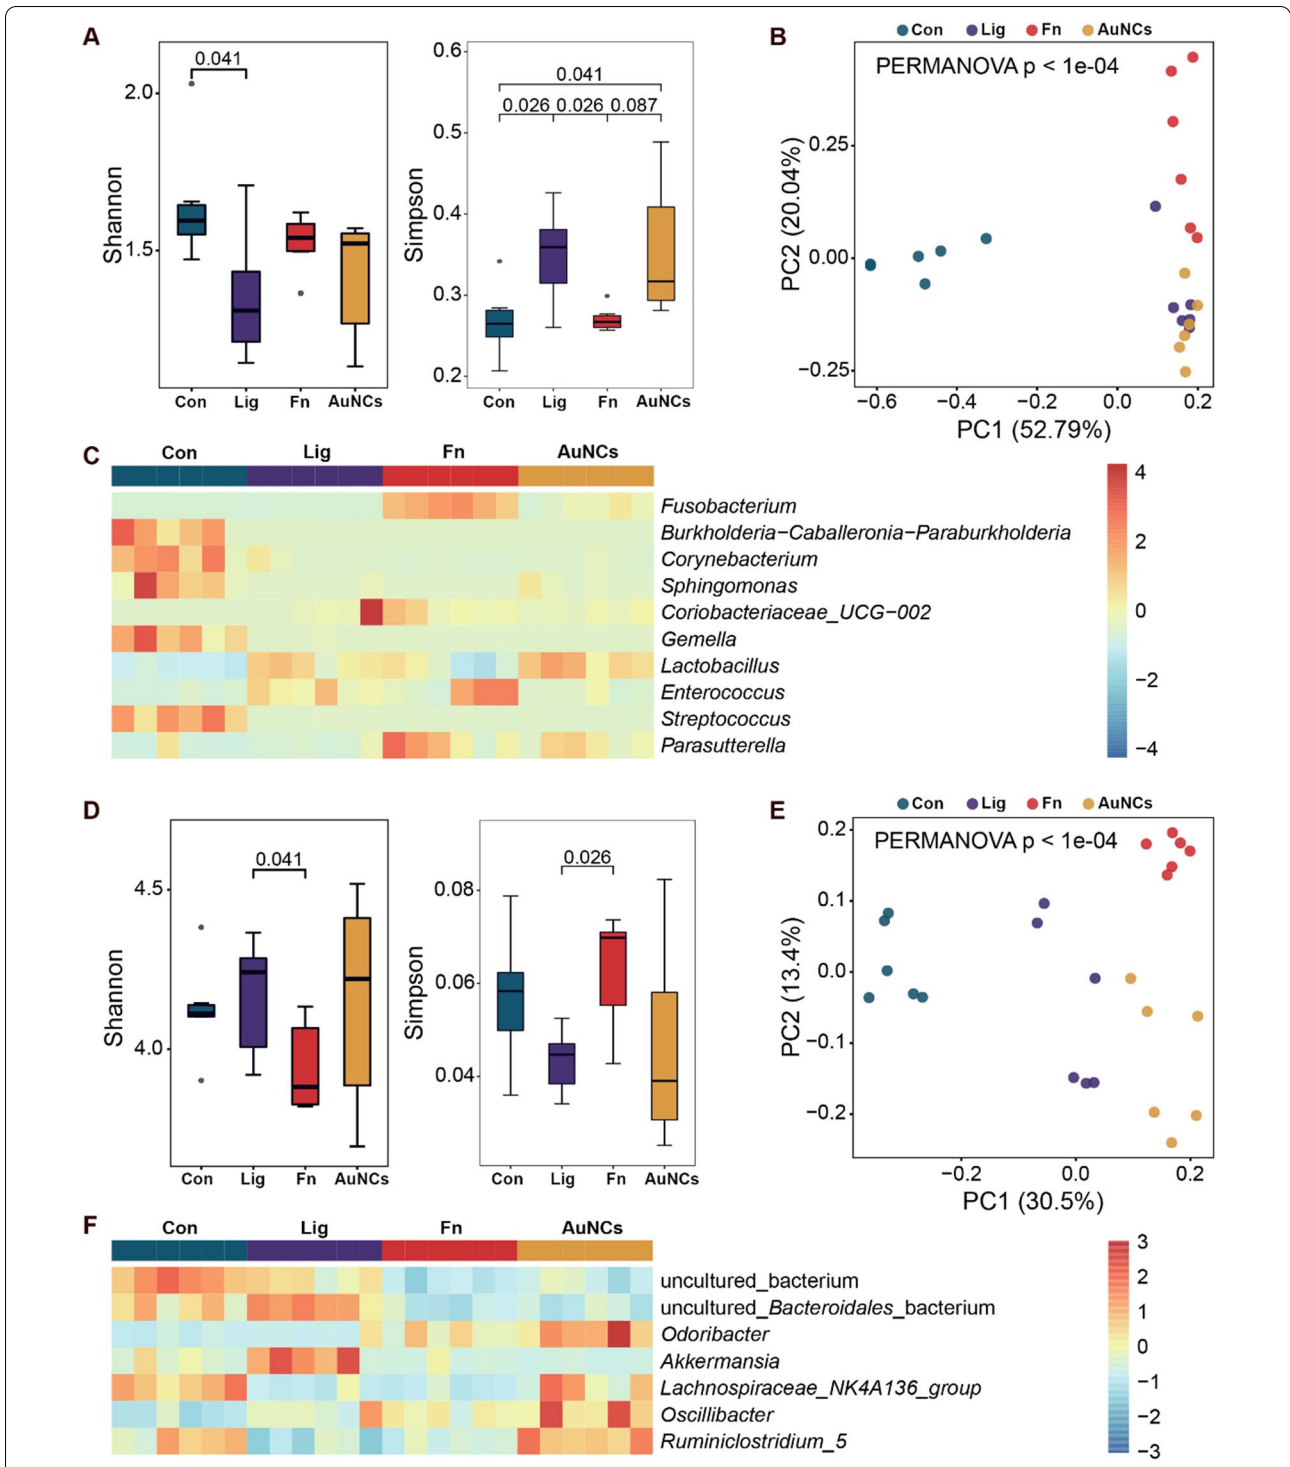 A
0.041
2.0
1.5
Shannon
Con Lig Fn AuNCs
0.6
0.5
0.4
0.3
0.2
Simpson
0.041
0.026 0.026 0.087
Con Lig Fn AuNCs
B
Con Lig Fn AuNCs
PERMANOVA p < 1e-04
0.25
0.00
−0.25
PC2 (20.04%)
−0.6 −0.4 −0.2 0.0 0.2
PC1 (52.79%)
C
Con Lig Fn AuNCs
Fusobacterium
Burkholderia−Caballeronia−Paraburkholderia
Corynebacterium
Sphingomonas
Coriobacteriaceae_UCG−002
Gemella
Lactobacillus
Enterococcus
Streptococcus
Parasutterella
4
2
0
−2
−4
D
0.041
4.5
4.0
Shannon
Con Lig Fn AuNCs
0.026
0.08
0.06
0.04
Simpson
Con Lig Fn AuNCs
E
Con Lig Fn AuNCs
PERMANOVA p < 1e-04
0.2
0.1
0.0
−0.1
−0.2
PC2 (13.4%)
−0.2 0.0 0.2
PC1 (30.5%)
F
Con Lig Fn AuNCs
uncultured_bacterium
uncultured_Bacteroidales_bacterium
Odoribacter
Akkermansia
Lachnospiraceae_NK4A136_group
Oscillibacter
Ruminiclostridium_5
3
2
1
0
−1
−2
−3